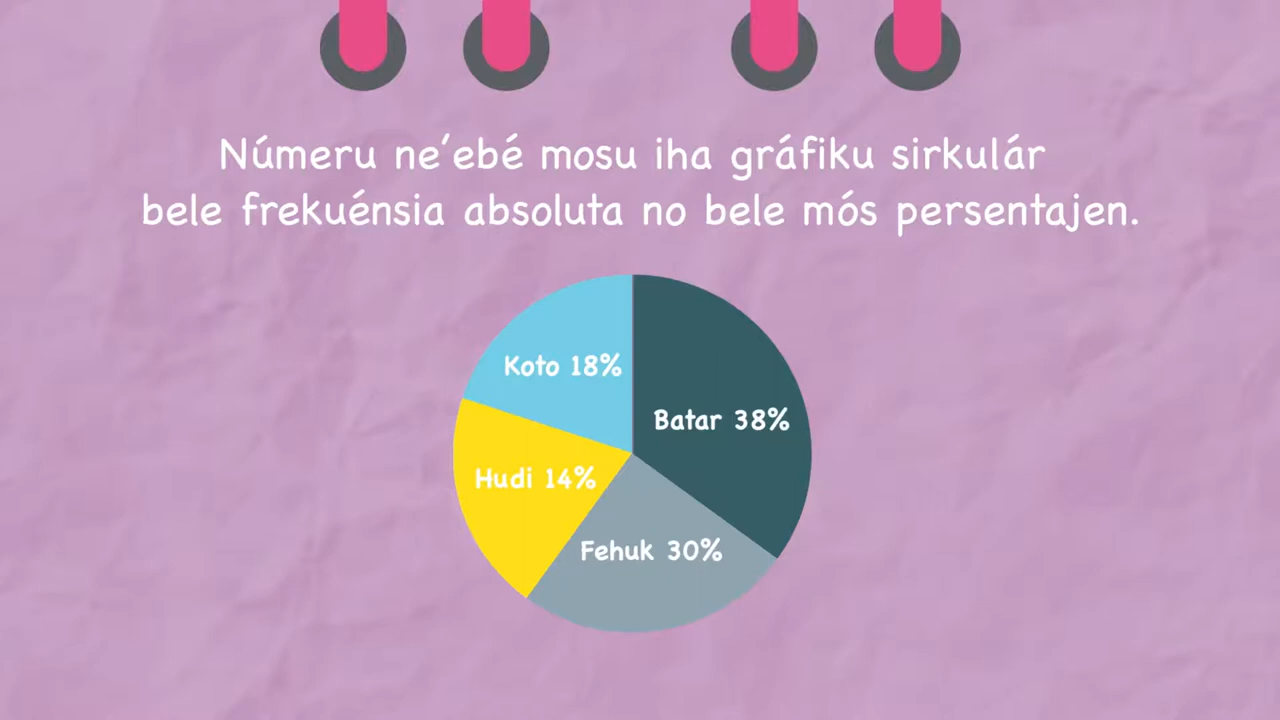 Númeru ne'ebé mosu iha gráfiku sirkulár
bele frekuénsia absoluta no bele mós persentajen.
Koto 18%
Batar 38%
Hudi 14%
Fehuk 30%